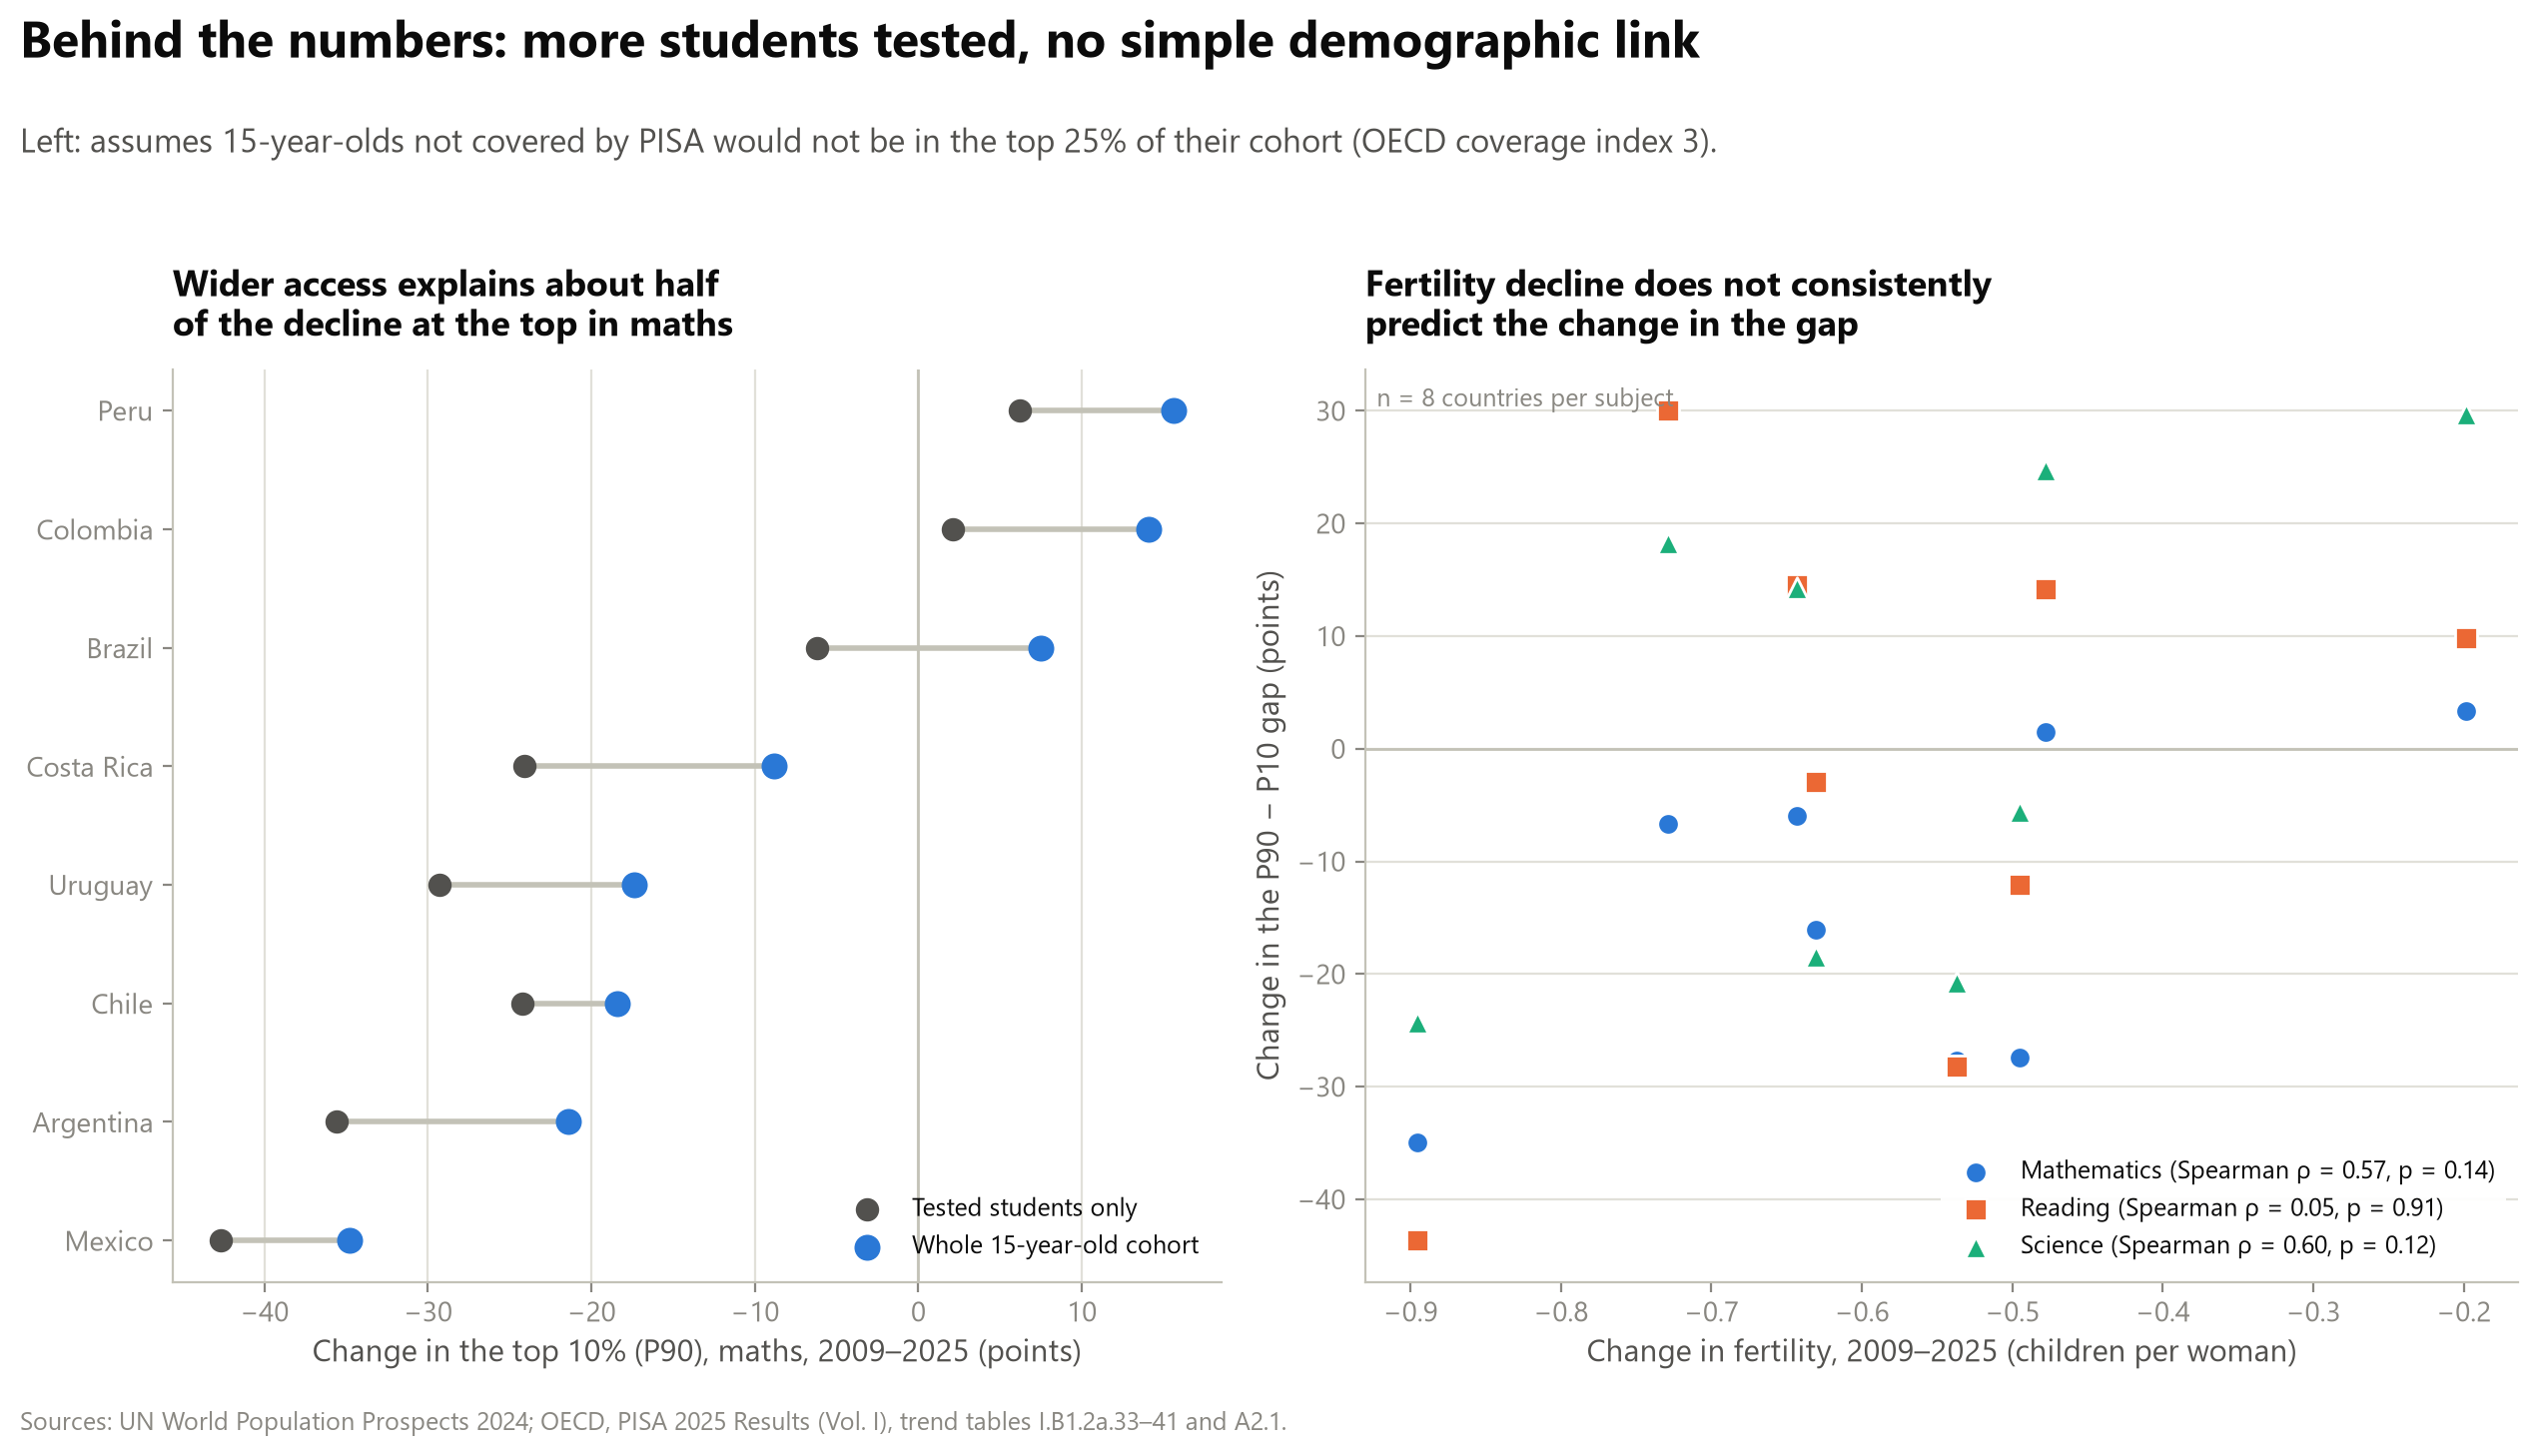 Behind the numbers: more students tested, no simple demographic link
Left: assumes 15-year-olds not covered by PISA would not be in the top 25% of their cohort (OECD coverage index 3).
Wider access explains about half
of the decline at the top in maths
Peru
Colombia
Brazil
Costa Rica
Uruguay
Chile
Argentina
Mexico
Tested students only
Whole 15-year-old cohort
−40
−30
−20
−10
0
10
Change in the top 10% (P90), maths, 2009–2025 (points)
Fertility decline does not consistently
predict the change in the gap
n = 8 countries per subject
Change in the P90 − P10 gap (points)
30
20
10
0
−10
−20
−30
−40
Mathematics (Spearman ρ = 0.57, p = 0.14)
Reading (Spearman ρ = 0.05, p = 0.91)
Science (Spearman ρ = 0.60, p = 0.12)
−0.9
−0.8
−0.7
−0.6
−0.5
−0.4
−0.3
−0.2
Change in fertility, 2009–2025 (children per woman)
Sources: UN World Population Prospects 2024; OECD, PISA 2025 Results (Vol. I), trend tables I.B1.2a.33–41 and A2.1.